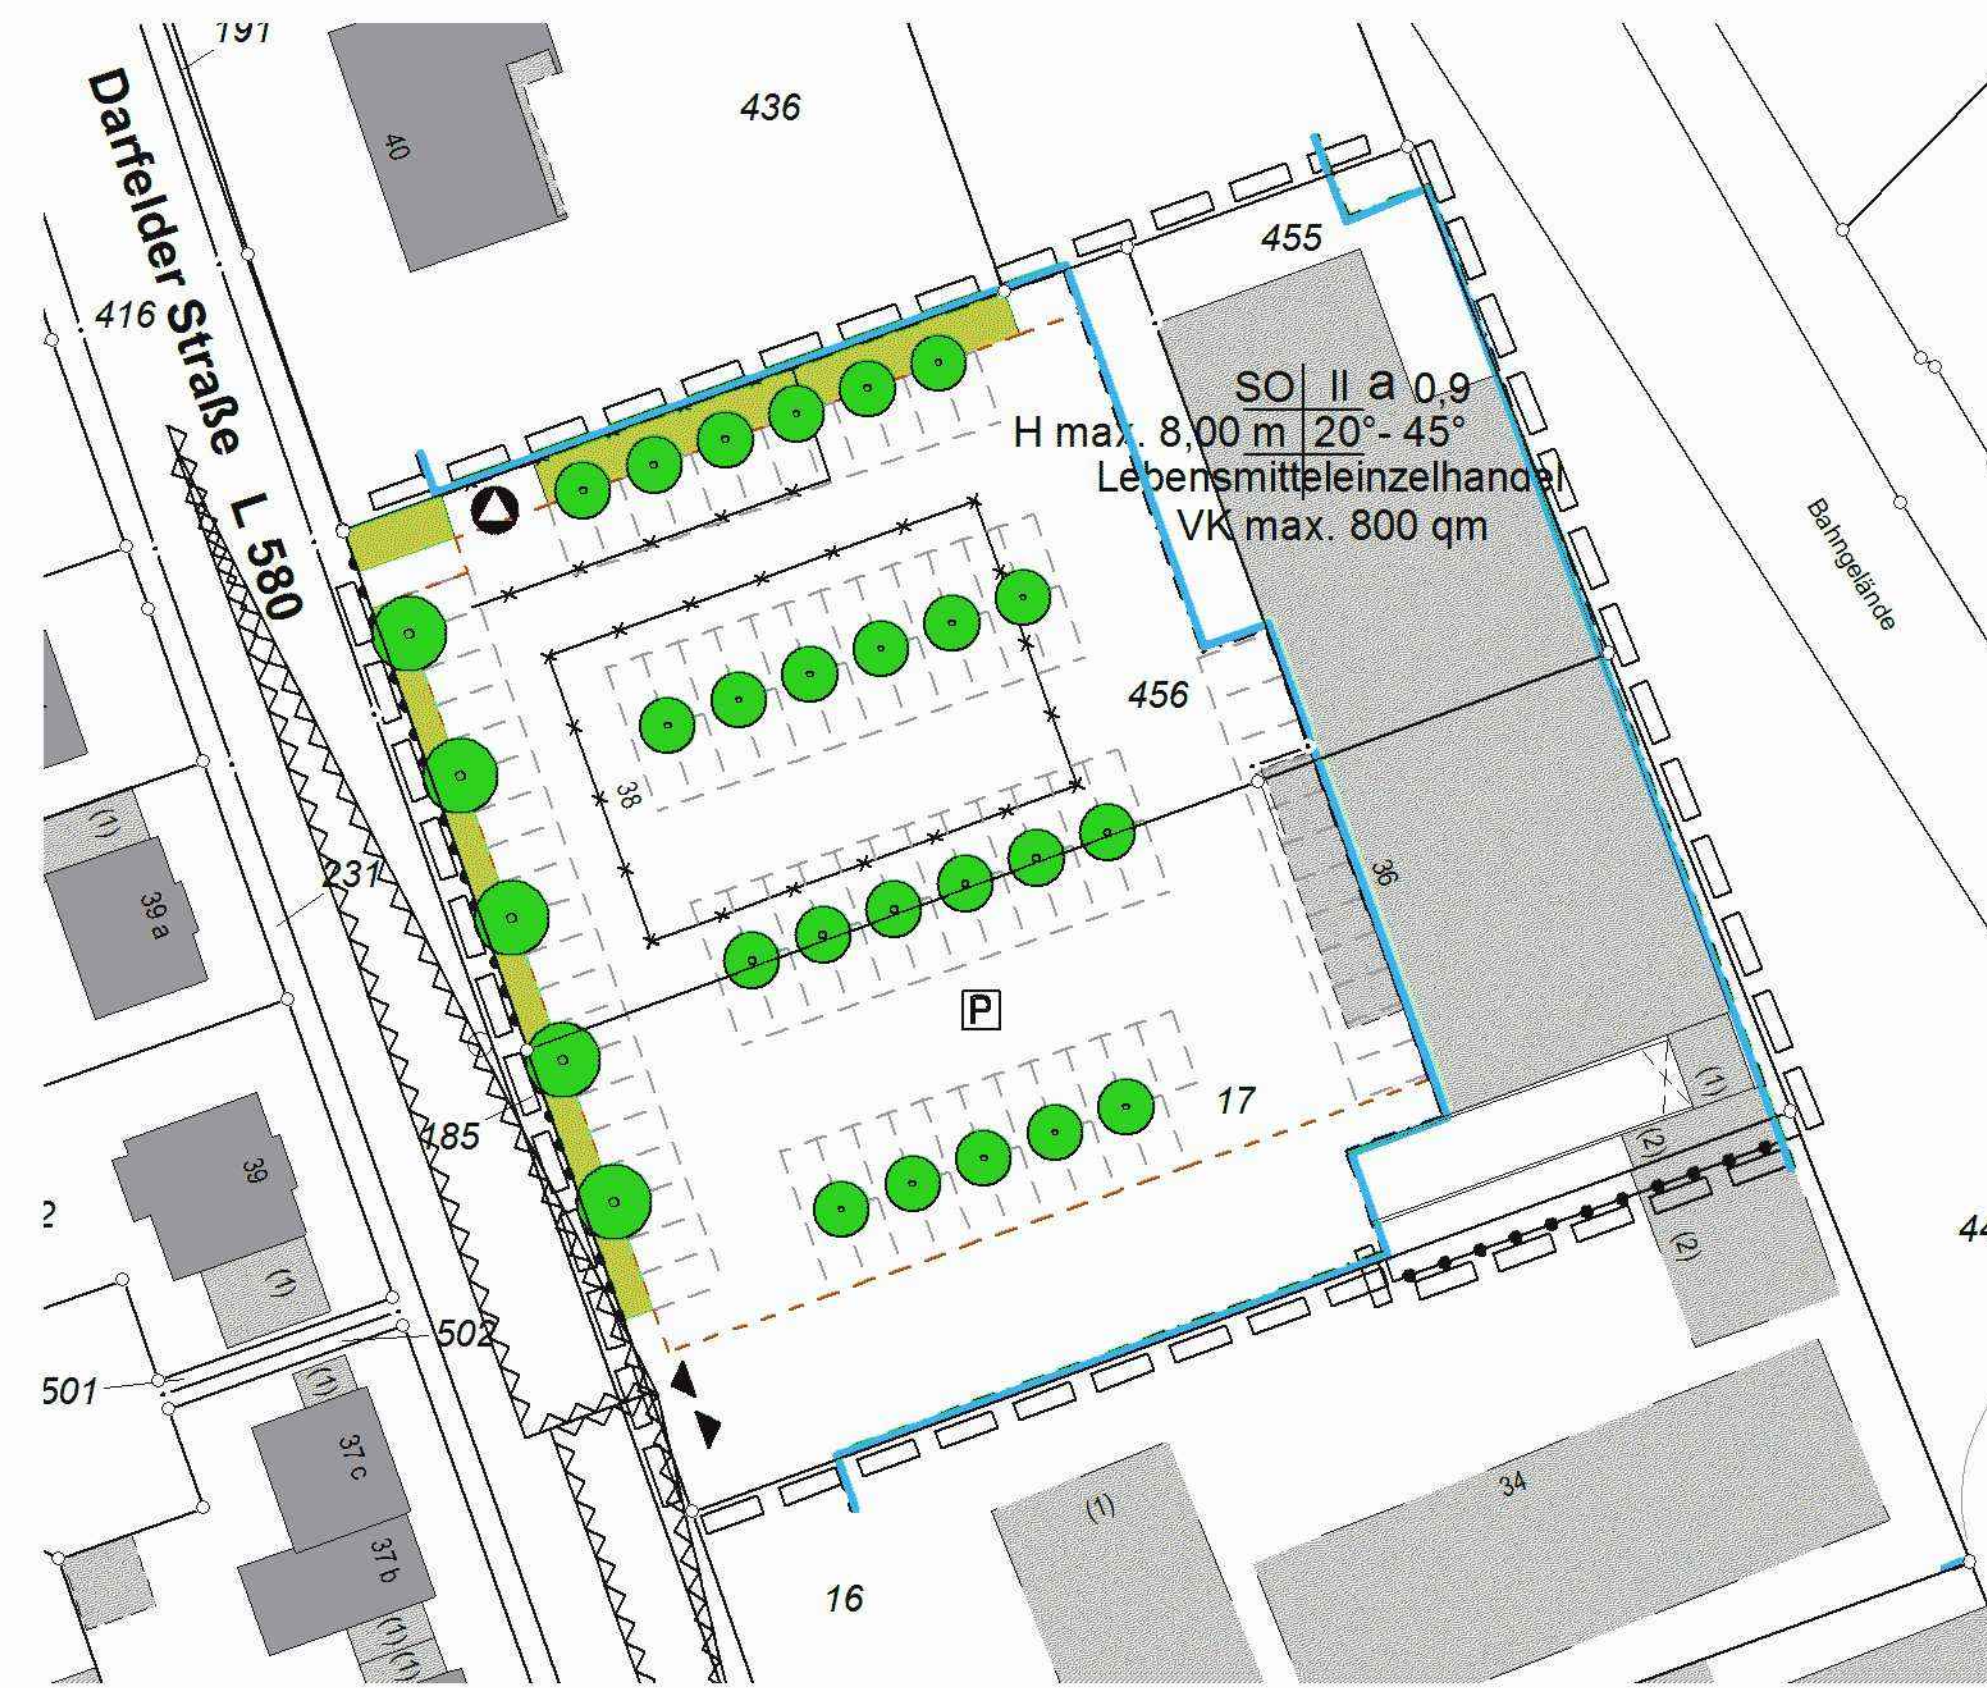 191
436
40
Darfelder Straße L 580
416
455
SO II a 0,9
H max. 8,00 m 20°- 45°
Lebensmitteleinzelhandel
VK max. 800 qm
Bahngelände
456
38
(1)
231
39 a
36
P
17
(1)
185
39
(2)
(2)
2
(1)
44
502
501
(1)
37 c
34
(1)
37 b
16
(1)
(1)